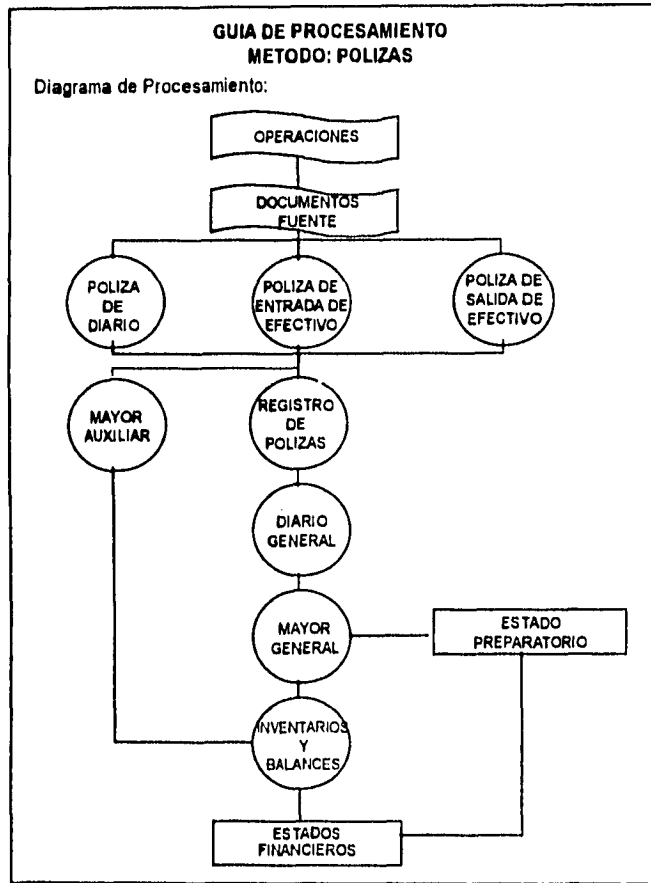 GUIA DE PROCESAMIENTO
METODO: POLIZAS
Diagrama de Procesamiento:
OPERACIONES
DOCUMENTOS
FUENTE
POLIZA
DE
DIARIO
POLIZA DE
ENTRADA DE
EFECTIVO
POLIZA DE
SALIDA DE
EFECTIVO
MAYOR
AUXILIAR
REGISTRO
DE
POLIZAS
DIARIO
GENERAL
MAYOR
GENERAL
ESTADO
PREPARATORIO
INVENTARIOS
Y
BALANCES
ESTADOS
FINANCIEROS